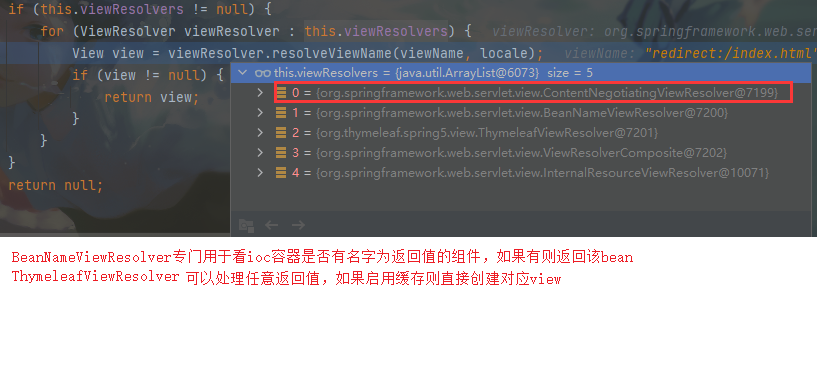 if (this.viewResolvers != null) {
for (ViewResolver viewResolver : this.viewResolvers) { viewResolver: org.springframework.web.ser
View view = viewResolver.resolveViewName(viewName, locale); viewName: "redirect:/index.html"
if (view != null) {
∞ this.viewResolvers = {java.util.ArrayList@6073} size = 5
return view;
0 = {org.springframework.web.servlet.view.ContentNegotiatingViewResolver@7199}
}
1 = {org.springframework.web.servlet.view.BeanNameViewResolver@7200}
}
2 = {org.thymeleaf.spring5.view.ThymeleafViewResolver@7201}
}
3 = {org.springframework.web.servlet.view.ViewResolverComposite@7202}
return null;
4 = {org.springframework.web.servlet.view.InternalResourceViewResolver@10071}
BeanNameViewResolver专门用于看ioc容器是否有名字为返回值的组件，如果有则返回该bean
ThymeleafViewResolver 可以处理任意返回值，如果启用缓存则直接创建对应view